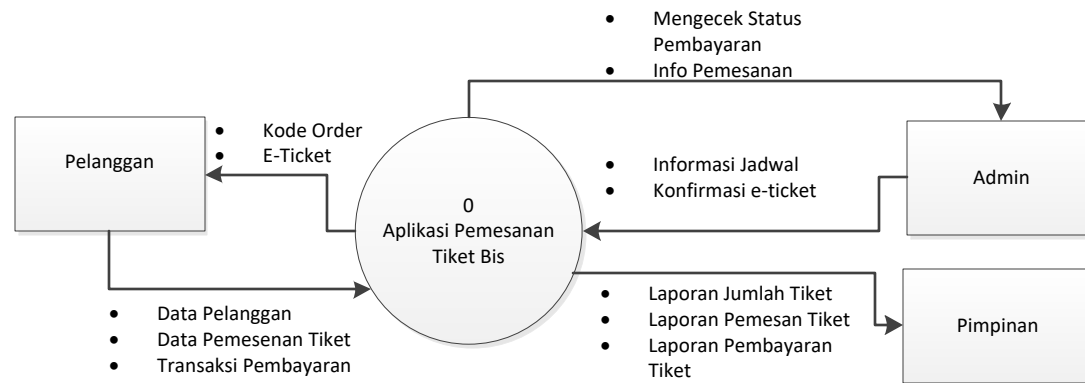 • Mengecek Status
Pembayaran
• Info Pemesanan
Pelanggan
• Kode Order
• E-Ticket
• Informasi Jadwal
• Konfirmasi e-ticket
Admin
0
Aplikasi Pemesanan
Tiket Bis
• Data Pelanggan
• Data Pemesenan Tiket
• Transaksi Pembayaran
• Laporan Jumlah Tiket
• Laporan Pemesan Tiket
• Laporan Pembayaran
Tiket
Pimpinan